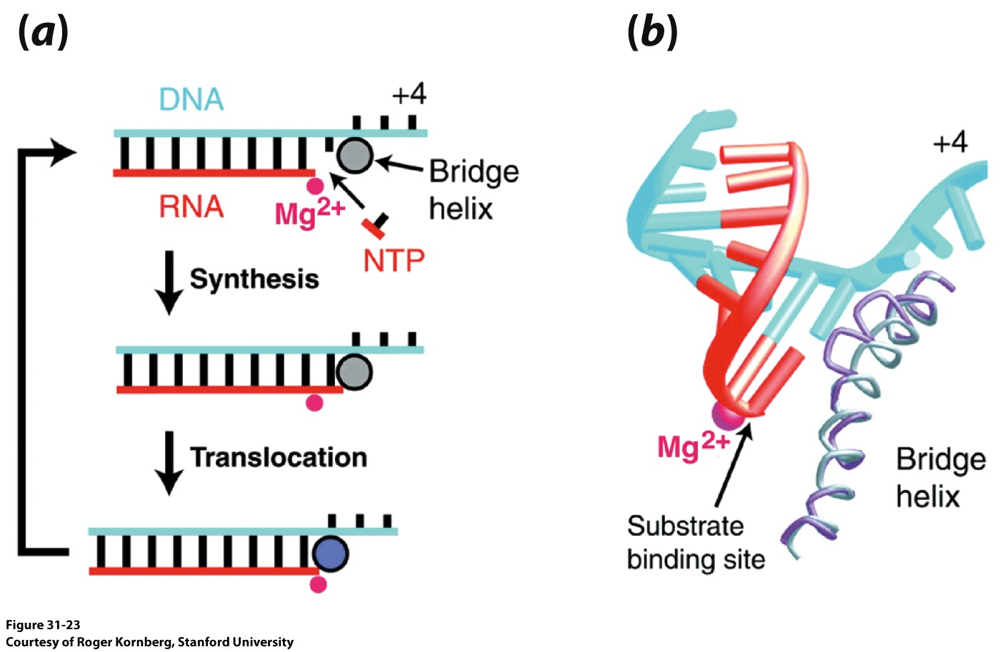 (a)
DNA
+4
Bridge
helix
RNA
Mg2+
NTP
Synthesis
Translocation
(b)
+4
Mg2+
Bridge
helix
Substrate
binding site
Figure 31-23
Courtesy of Roger Kornberg, Stanford University